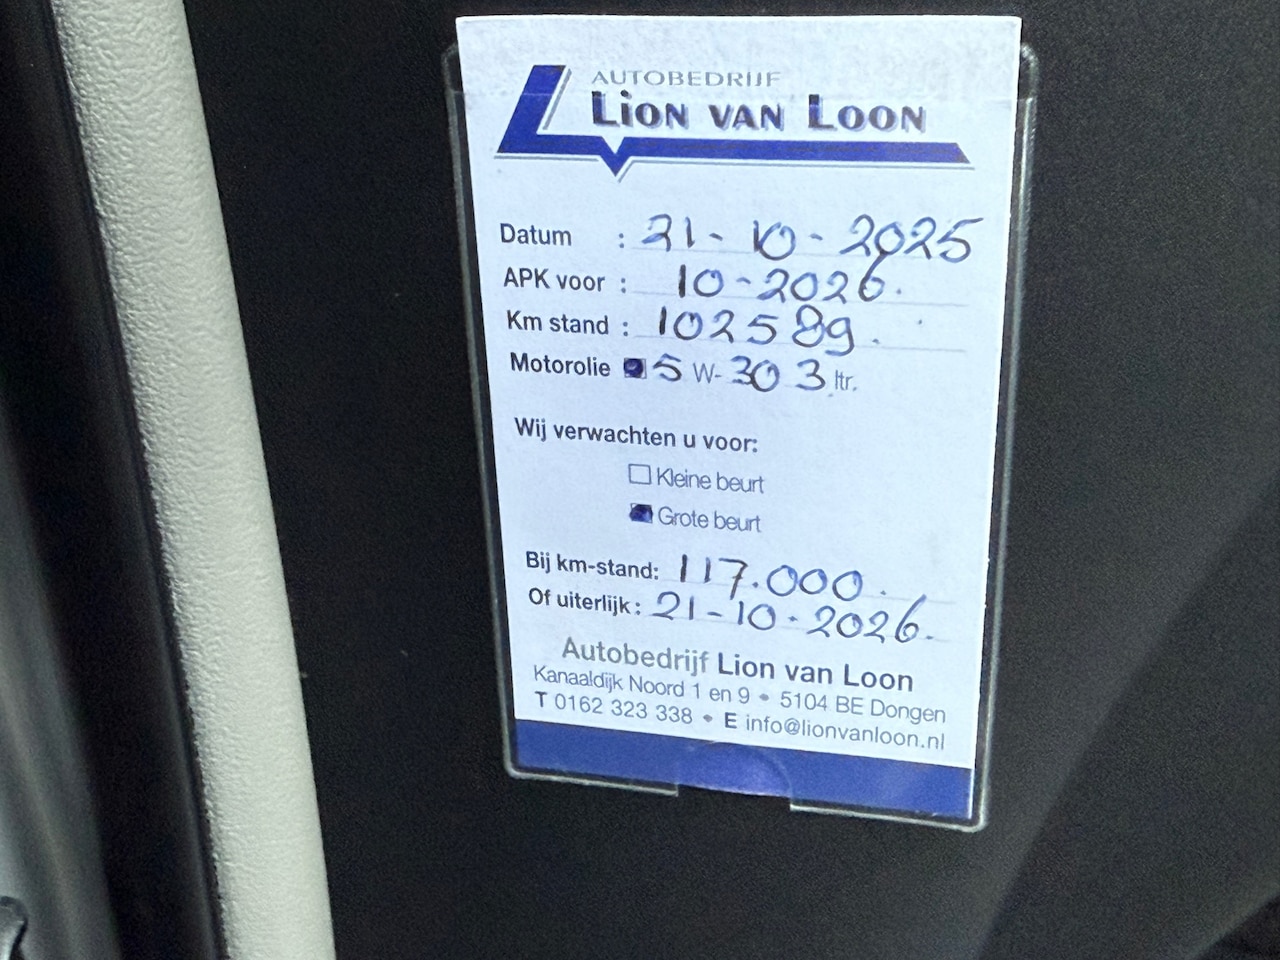 AUTOBEDRIJF
LION VAN LOON
Datum : 21-10-2025
APK voor : 10-2026.
Km stand : 102589.
Motorolie 5 W-30 3 ltr.
Wij verwachten u voor:
Kleine beurt
Grote beurt
Bij km-stand: 117.000.
Of uiterlijk: 21-10-2026.
Autobedrijf Lion van Loon
Kanaaldijk Noord 1 en 9 • 5104 BE Dongen
T 0162 323 338 • E info@lionvanloon.nl